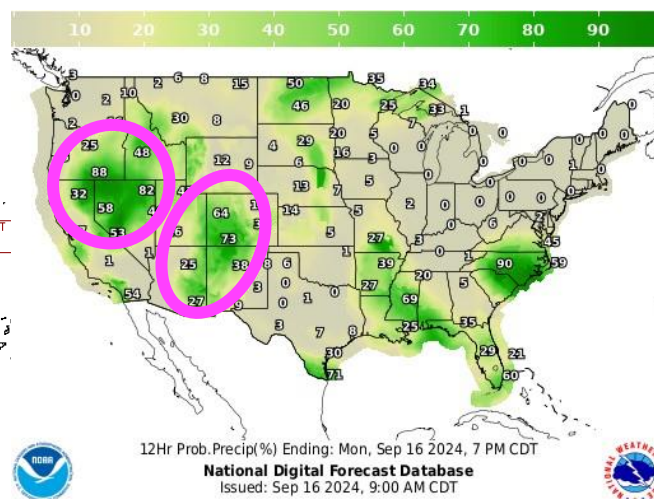 10 20 30 40 50 60 70 80 90
3 2 6 8 15 50 35 34
0 2 10 46 20 25 33 1
2 30 8 7 0
25 48 4 29 20 5 0 0 0 0 0
88 12 9 6 16 3 0 0 0 0 1
32 82 13 7 5 0 0 0 0 0
58 64 14 5 2 0 0 6 2
53 73 3 5 27 3 0 45
1 1 25 38 8 6 1 39 1 90 59
54 27 9 3 0 1 0 27 20 5
3 7 8 69 25 35
30 29 21
71 60
NOAA
NATIONAL WEATHER
12Hr Prob.Precip(%) Ending: Mon, Sep 16 2024, 7 PM CDT
National Digital Forecast Database
Issued: Sep 16 2024, 9:00 AM CDT